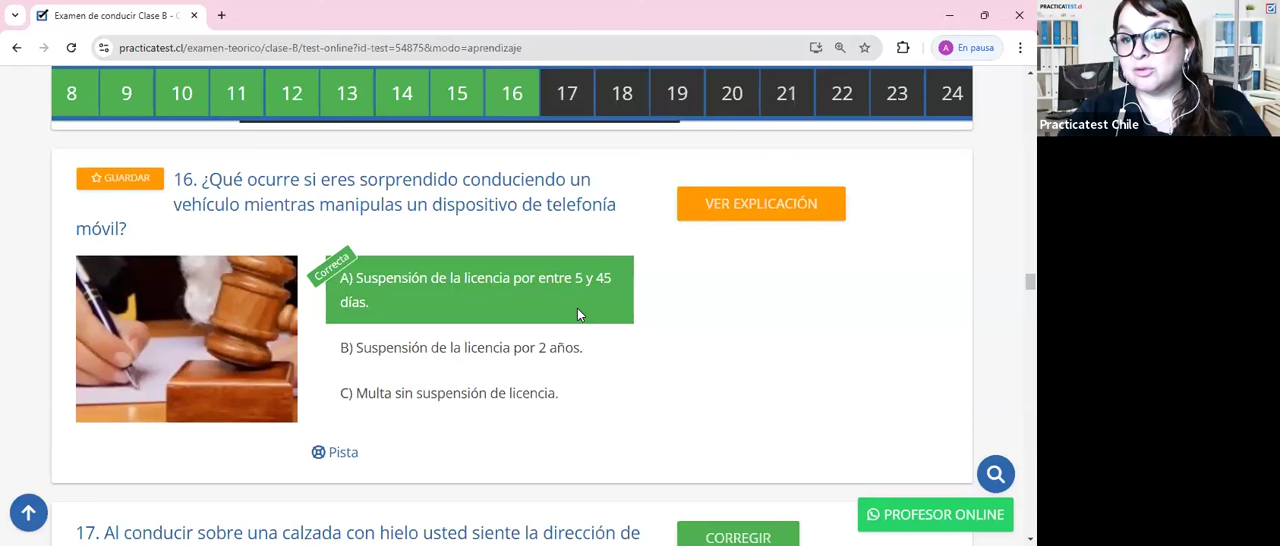 Examen de conducir Clase B - C
practicatest.cl/examen-teorico/clase-B/test-online?id-test=54875&modo=aprendizaje
A
En pausa
PRACTICATEST.cl
Practicatest Chile
8 9 10 11 12 13 14 15 16 17 18 19 20 21 22 23 24
GUARDAR
16. ¿Qué ocurre si eres sorprendido conduciendo un
vehículo mientras manipulas un dispositivo de telefonía
móvil?
VER EXPLICACIÓN
Correcta
A) Suspensión de la licencia por entre 5 y 45
días.
B) Suspensión de la licencia por 2 años.
C) Multa sin suspensión de licencia.
Pista
PROFESOR ONLINE
17. Al conducir sobre una calzada con hielo usted siente la dirección de
CORREGIR